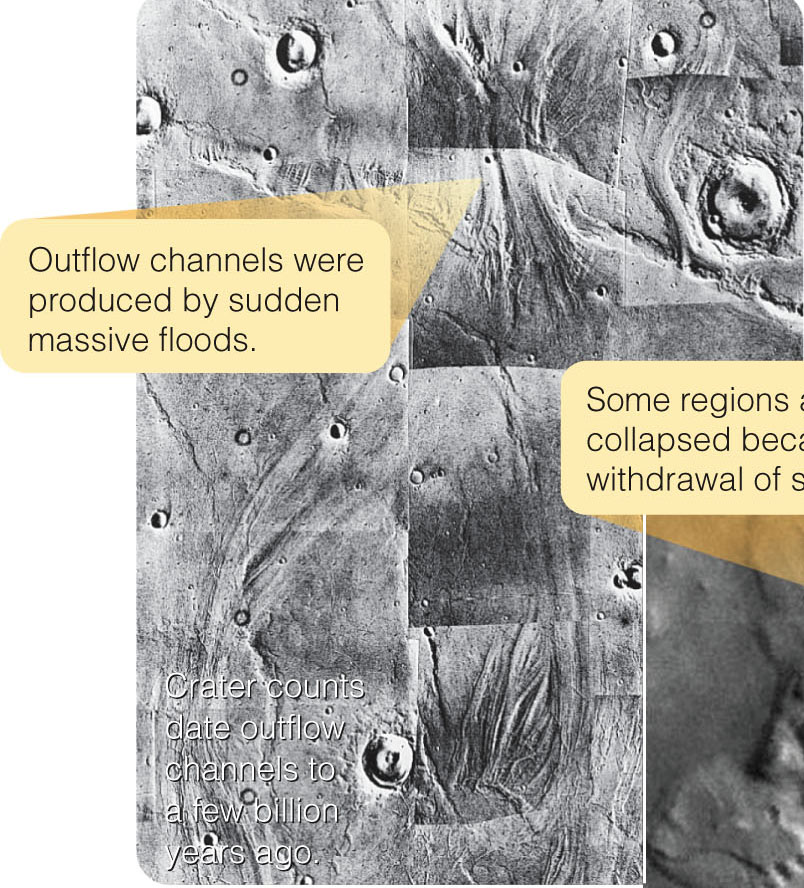 Outflow channels were
produced by sudden
massive floods.
Some regions
collapsed
withdrawal of
Crater counts
date outflow
channels to
a few billion
years ago.